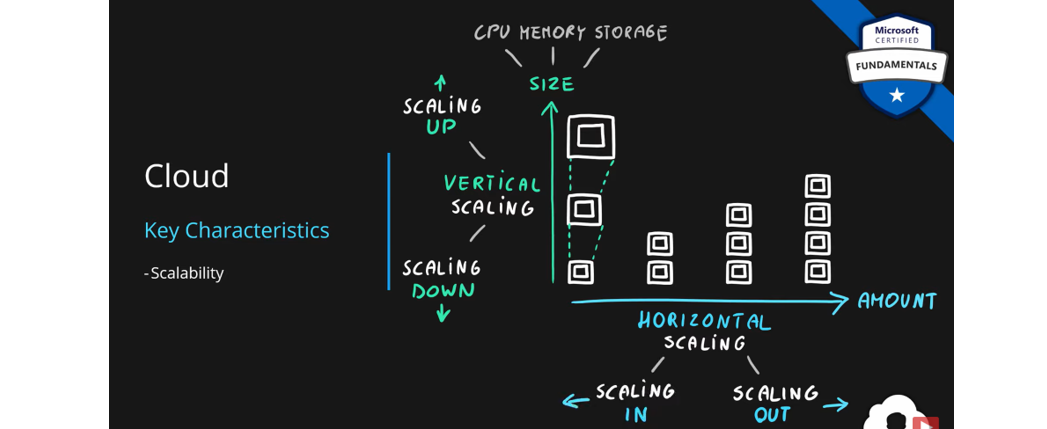 CPU MEMORY STORAGE
SIZE
SCALING
UP
VERTICAL
SCALING
SCALING
DOWN
Cloud
Key Characteristics
- Scalability
AMOUNT
HORIZONTAL
SCALING
SCALING
IN
SCALING
OUT
Microsoft
CERTIFIED
FUNDAMENTALS